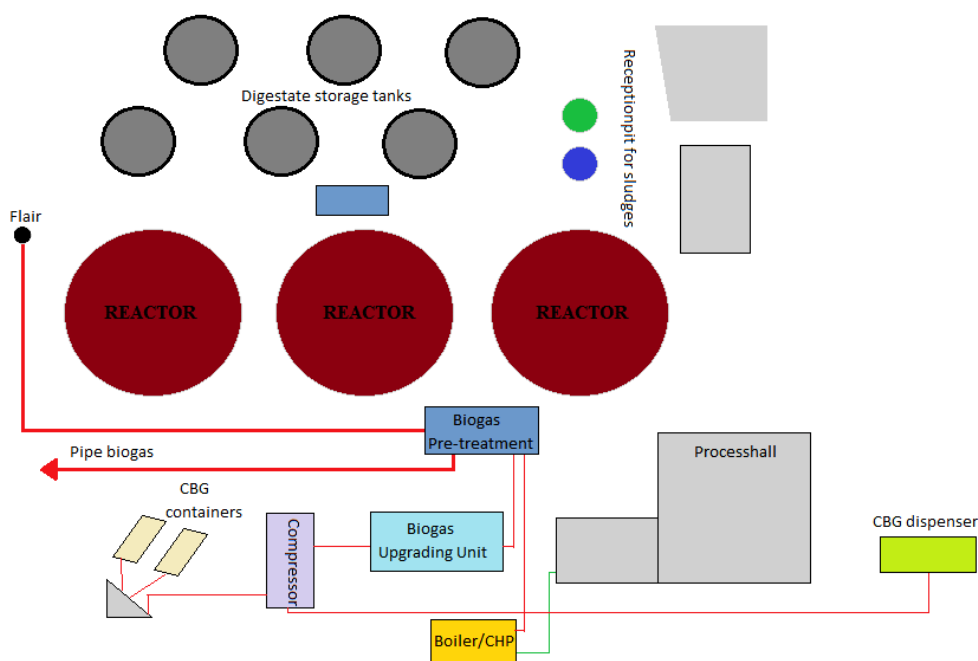 Digestate storage tanks
Receptionpit for sludges
Flair
REACTOR
REACTOR
REACTOR
Biogas
Pre-treatment
Pipe biogas
Processhall
CBG
containers
Compressor
Biogas
Upgrading Unit
CBG dispenser
Boiler/CHP